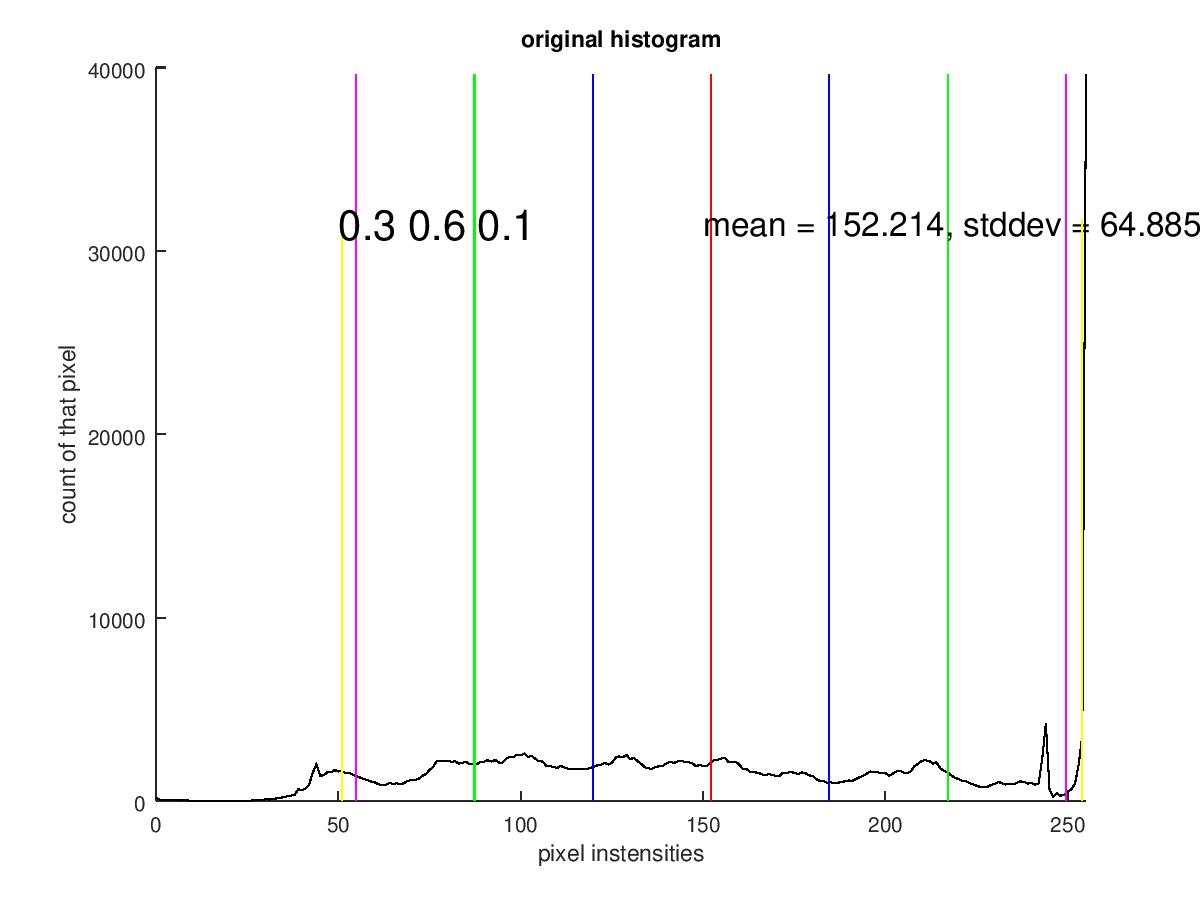 original histogram
40000
0.3 0.6 0.1
mean = 152.214, stddev = 64.885
30000
count of that pixel
20000
10000
0
0 50 100 150 200 250
pixel instensities